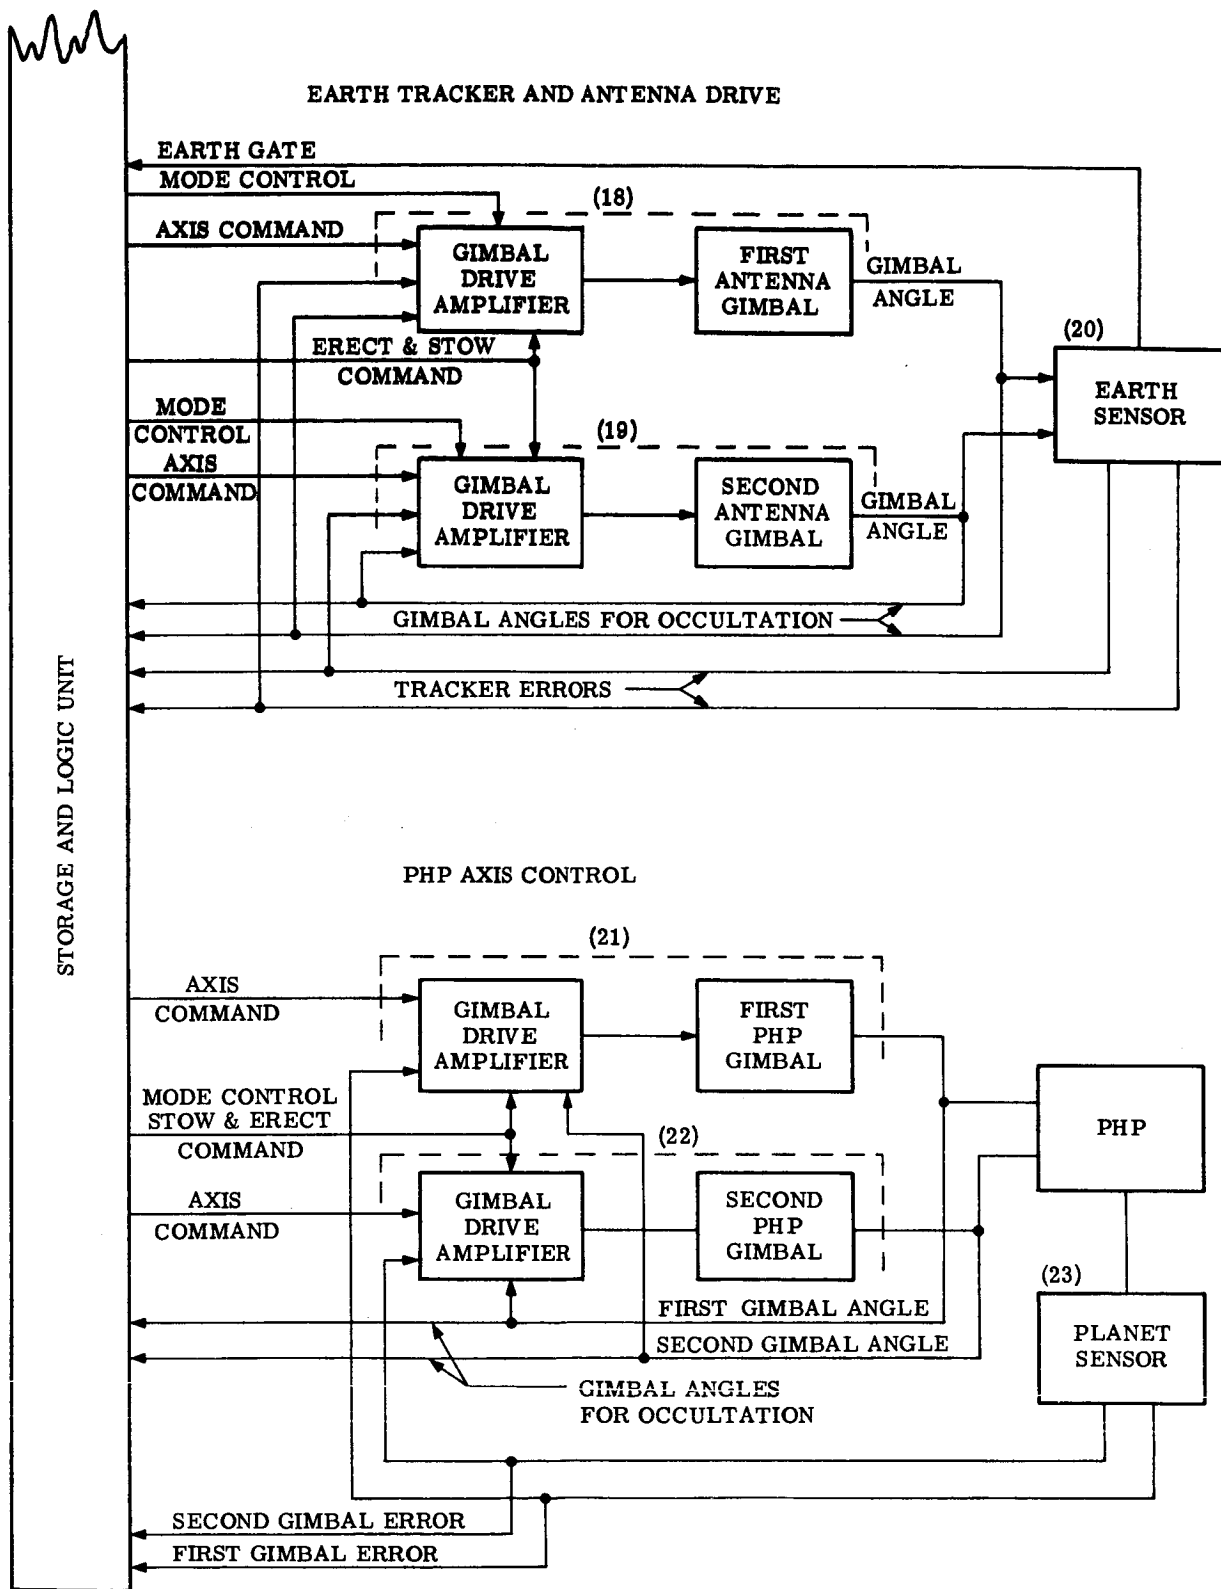 EARTH TRACKER AND ANTENNA DRIVE
EARTH GATE
MODE CONTROL
(18)
AXIS COMMAND
GIMBAL
DRIVE
AMPLIFIER
FIRST
ANTENNA
GIMBAL
GIMBAL
ANGLE
(20)
EARTH
SENSOR
ERECT & STOW
COMMAND
MODE
CONTROL
(19)
AXIS
COMMAND
GIMBAL
DRIVE
AMPLIFIER
SECOND
ANTENNA
GIMBAL
GIMBAL
ANGLE
GIMBAL ANGLES FOR OCCULTATION
TRACKER ERRORS
STORAGE AND LOGIC UNIT
PHP AXIS CONTROL
(21)
AXIS
COMMAND
GIMBAL
DRIVE
AMPLIFIER
FIRST
PHP
GIMBAL
MODE CONTROL
STOW & ERECT
COMMAND
(22)
PHP
AXIS
COMMAND
GIMBAL
DRIVE
AMPLIFIER
SECOND
PHP
GIMBAL
(23)
PLANET
SENSOR
FIRST GIMBAL ANGLE
SECOND GIMBAL ANGLE
GIMBAL ANGLES
FOR OCCULTATION
SECOND GIMBAL ERROR
FIRST GIMBAL ERROR